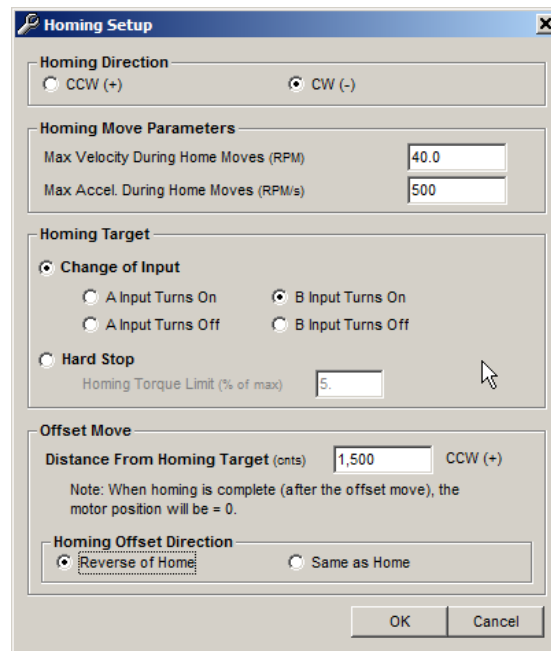 Homing Setup
Homing Direction
CCW (+) CW (-)
Homing Move Parameters
Max Velocity During Home Moves (RPM) 40.0
Max Accel. During Home Moves (RPM/s) 500
Homing Target
Change of Input
A Input Turns On B Input Turns On
A Input Turns Off B Input Turns Off
Hard Stop
Homing Torque Limit (% of max) 5.
Offset Move
Distance From Homing Target (cnts) 1,500 CCW (+)
Note: When homing is complete (after the offset move), the
motor position will be = 0.
Homing Offset Direction
Reverse of Home Same as Home
OK Cancel